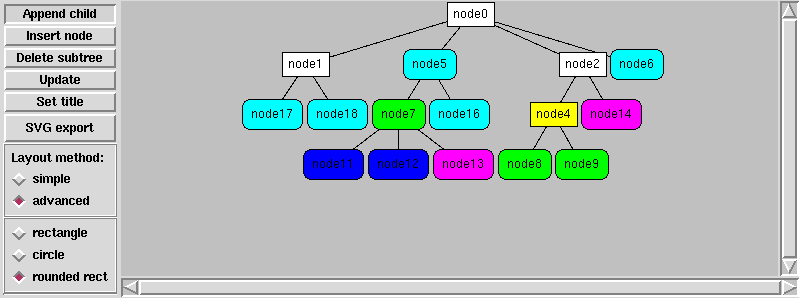 Append child
Insert node
Delete subtree
Update
Set title
SVG export
Layout method:
simple
advanced
rectangle
circle
rounded rect
node0
node1
node5
node2
node6
node17
node18
node7
node16
node4
node14
node11
node12
node13
node8
node9